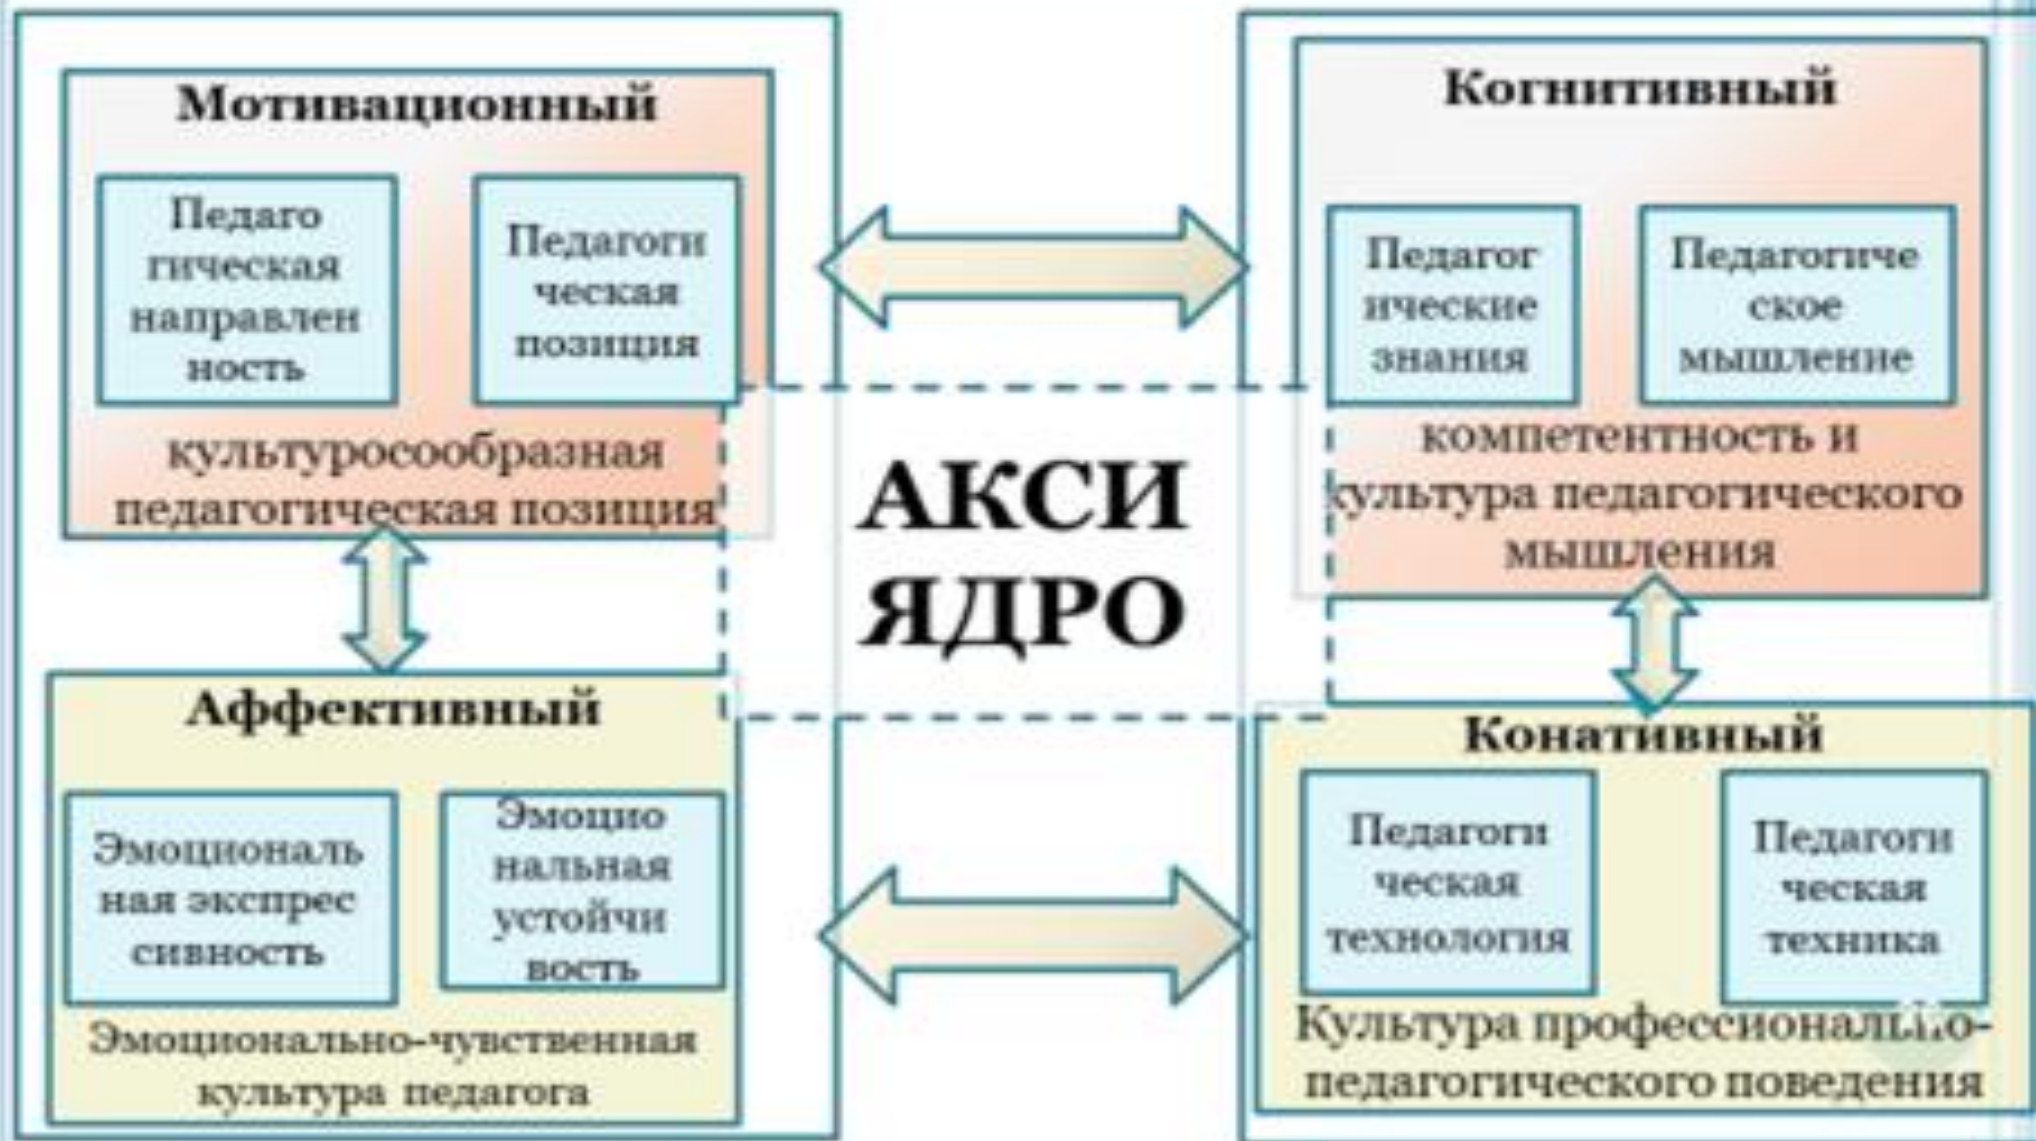 Мотивационный
Педаго
гическая
направлен
ность
Педагоги
ческая
позиция
культуросообразная
педагогическая позиция
Когнитивный
Педагог
ические
знания
Педагогиче
ское
мышление
компетентность и
культура педагогического
мышления
АКСИ
ЯДРО
Аффективный
Эмоциональ
ная экспрес
сивность
Эмоцио
нальная
устойчи
вость
Эмоционально-чувственная
культура педагога
Конативный
Педагоги
ческая
технология
Педагоги
ческая
техника
Культура профессионально-
педагогического поведения